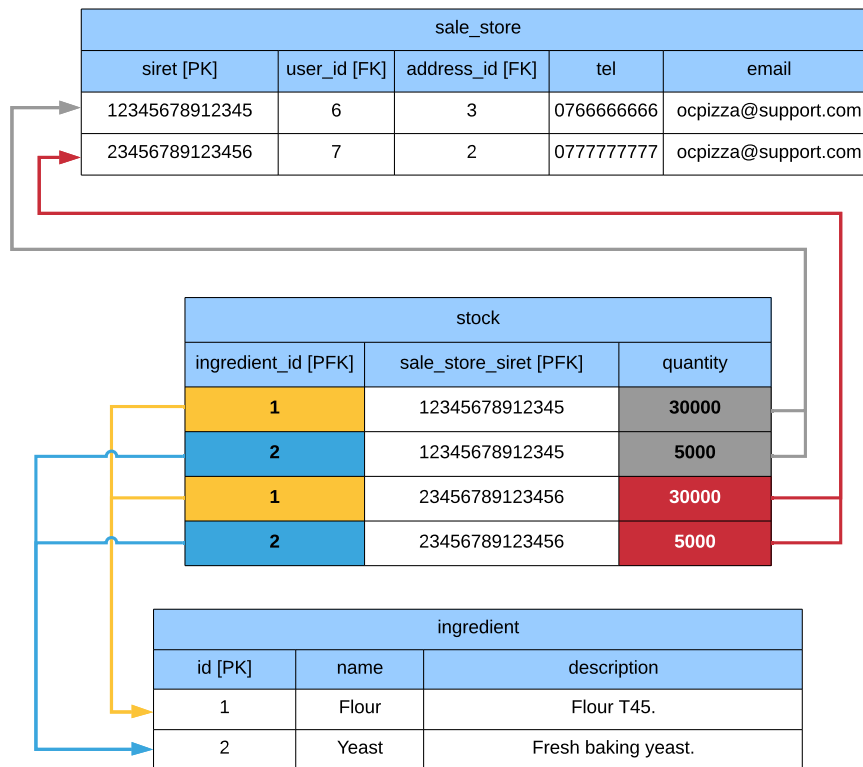 sale_store
siret [PK] user_id [FK] address_id [FK] tel email
12345678912345 6 3 0766666666 ocpizza@support.com
23456789123456 7 2 0777777777 ocpizza@support.com
stock
ingredient_id [PFK] sale_store_siret [PFK] quantity
1 12345678912345 30000
2 12345678912345 5000
1 23456789123456 30000
2 23456789123456 5000
ingredient
id [PK] name description
1 Flour Flour T45.
2 Yeast Fresh baking yeast.